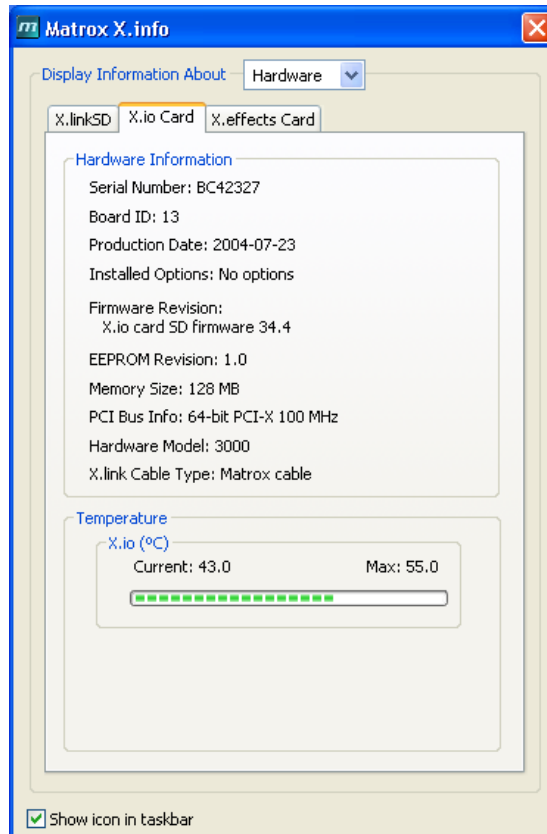 Matrox X.info
Display Information About Hardware
X.linkSD X.io Card X.effects Card
Hardware Information
Serial Number: BC42327
Board ID: 13
Production Date: 2004-07-23
Installed Options: No options
Firmware Revision:
X.io card SD firmware 34.4
EEPROM Revision: 1.0
Memory Size: 128 MB
PCI Bus Info: 64-bit PCI-X 100 MHz
Hardware Model: 3000
X.link Cable Type: Matrox cable
Temperature
X.io (ºC)
Current: 43.0 Max: 55.0
Show icon in taskbar